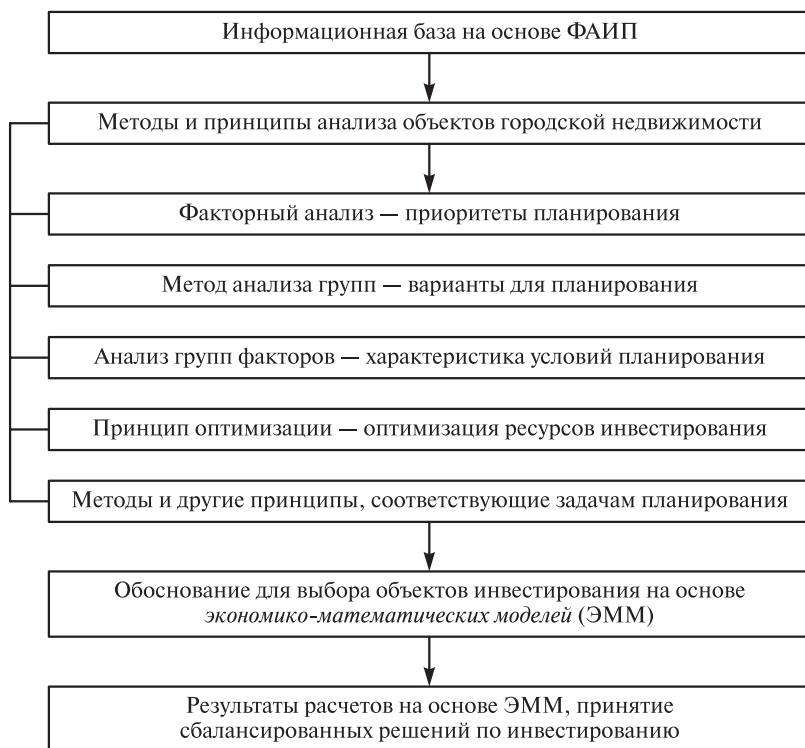 Информационная база на основе ФАИП
Методы и принципы анализа объектов городской недвижимости
Факторный анализ — приоритеты планирования
Метод анализа групп — варианты для планирования
Анализ групп факторов — характеристика условий планирования
Принцип оптимизации — оптимизация ресурсов инвестирования
Методы и другие принципы, соответствующие задачам планирования
Обоснование для выбора объектов инвестирования на основе
экономико-математических моделей (ЭММ)
Результаты расчетов на основе ЭММ, принятие
сбалансированных решений по инвестированию